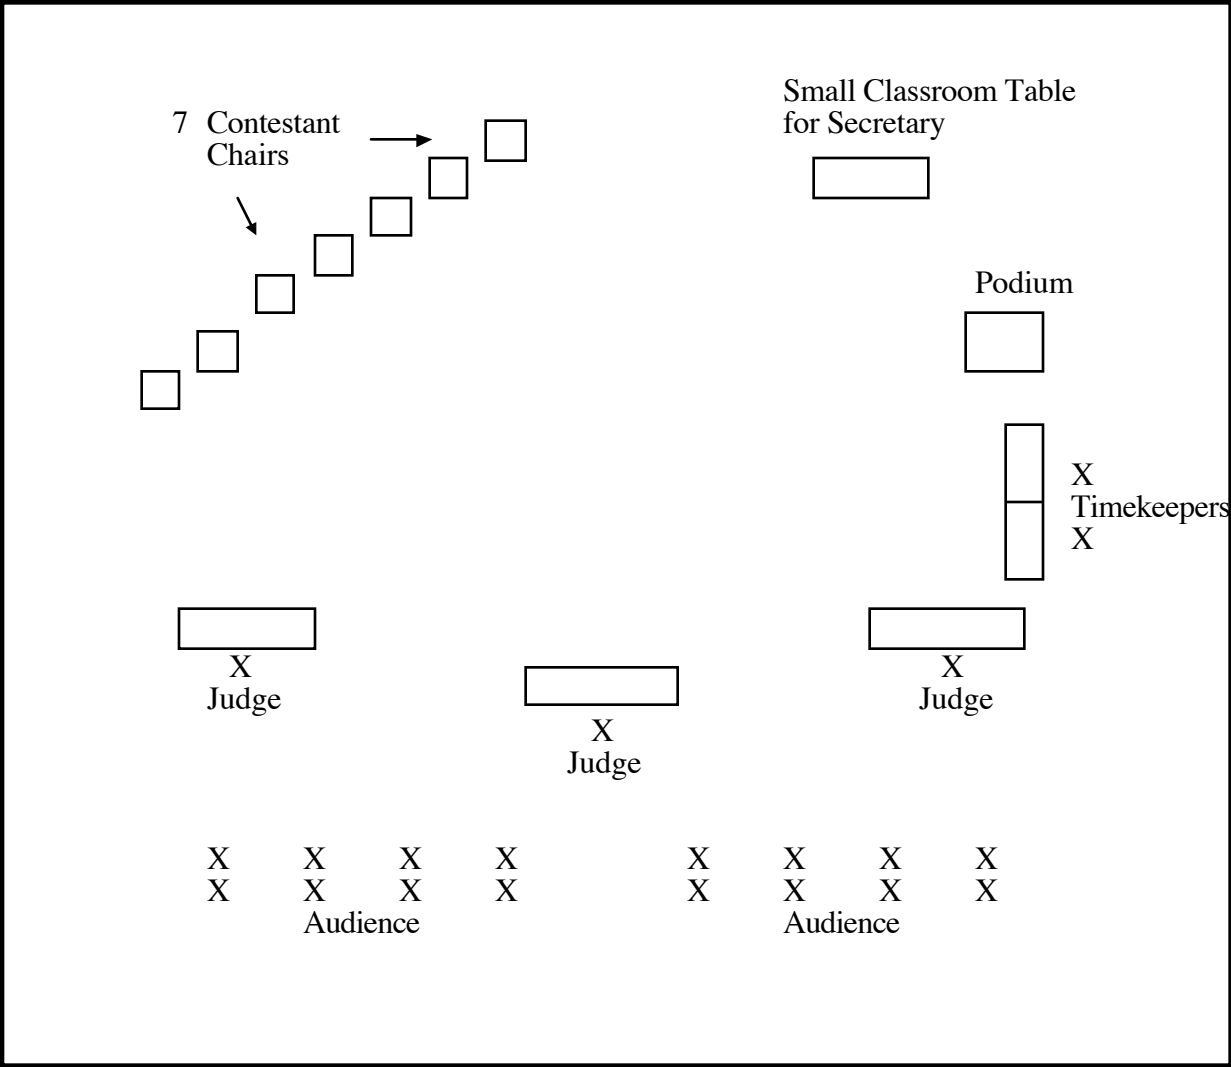 Small Classroom Table
for Secretary
7 Contestant
Chairs
Podium
X
Timekeepers
X
X
Judge
X
Judge
X
Judge
X X X X X X X X
X X X X X X X X
Audience Audience